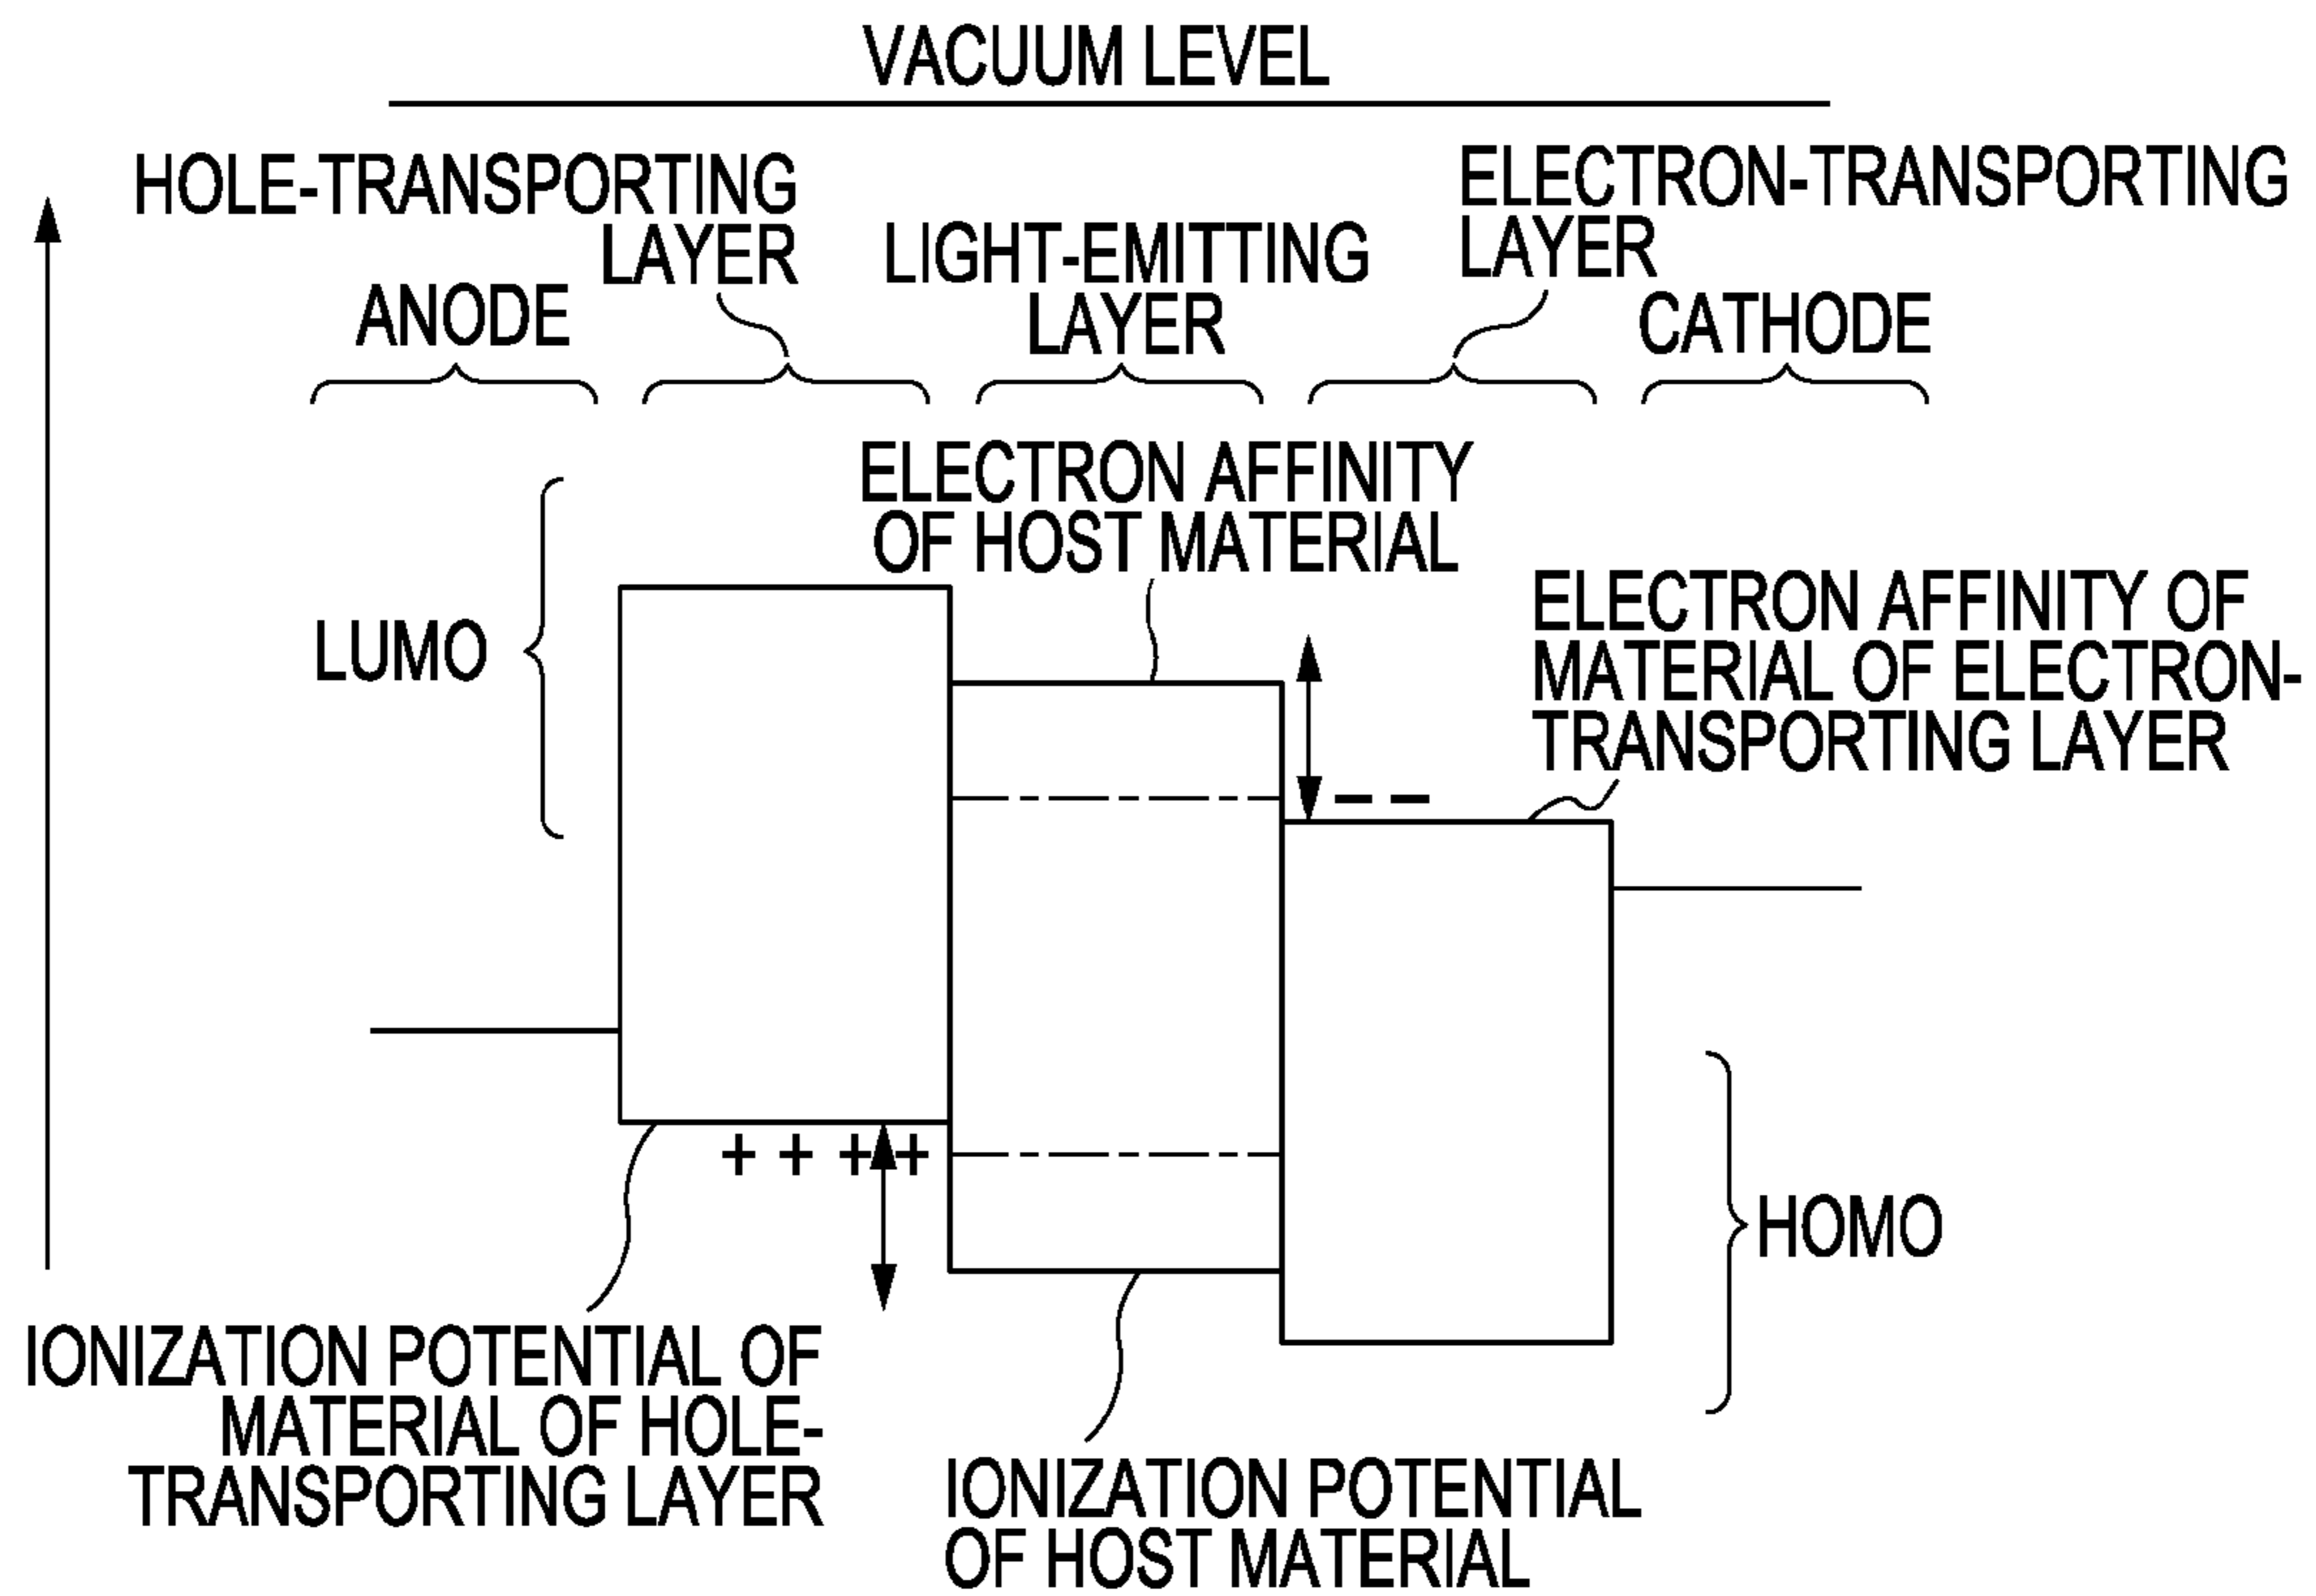 VACUUM LEVEL
HOLE-TRANSPORTING
LAYER
ELECTRON-TRANSPORTING
LAYER
LIGHT-EMITTING
LAYER
ANODE
CATHODE
ELECTRON AFFINITY
OF HOST MATERIAL
LUMO
ELECTRON AFFINITY OF
MATERIAL OF ELECTRON-
TRANSPORTING LAYER
– –
+ + + +
HOMO
IONIZATION POTENTIAL OF
MATERIAL OF HOLE-
TRANSPORTING LAYER
IONIZATION POTENTIAL
OF HOST MATERIAL